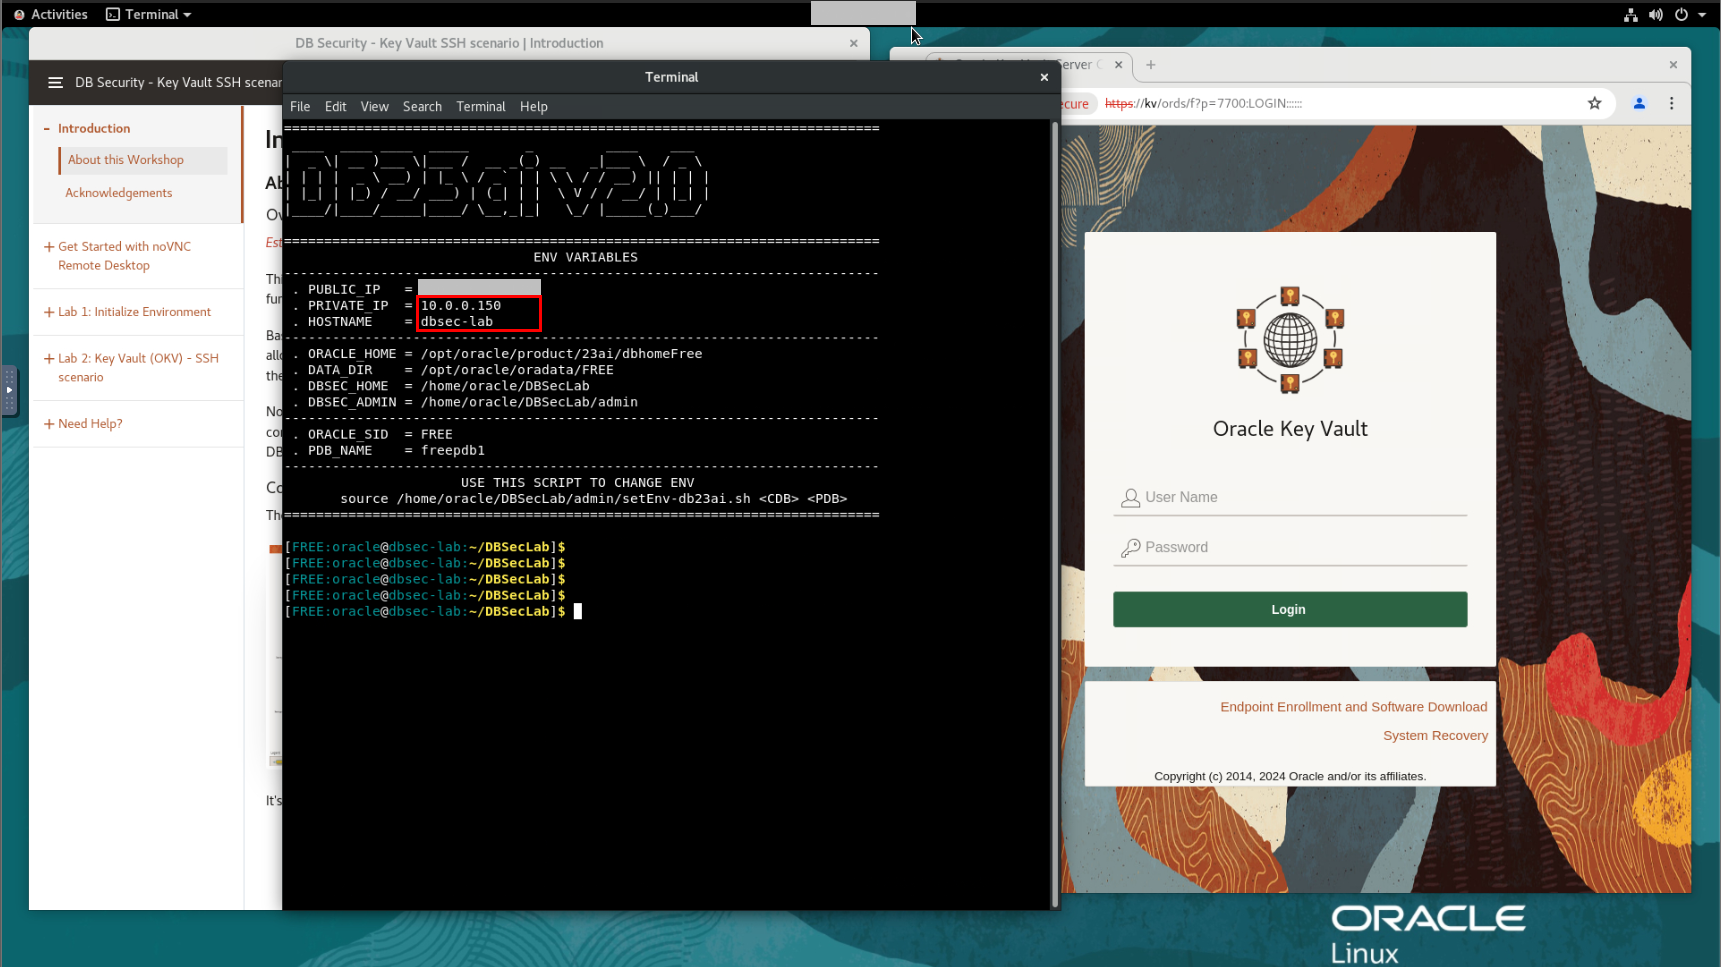 Activities
Terminal
DB Security - Key Vault SSH scenario | Introduction
DB Security - Key Vault SSH scenar
Introduction
About this Workshop
Acknowledgements
Get Started with noVNC
Remote Desktop
Lab 1: Initialize Environment
Lab 2: Key Vault (OKV) - SSH
scenario
Need Help?
In
Est
It's
Terminal
File Edit View Search Terminal Help
DB23ai V4.0
ENV VARIABLES
. PUBLIC_IP =
. PRIVATE_IP = 10.0.0.150
. HOSTNAME = dbsec-lab
. ORACLE_HOME = /opt/oracle/product/23ai/dbhomeFree
. DATA_DIR = /opt/oracle/oradata/FREE
. DBSEC_HOME = /home/oracle/DBSecLab
. DBSEC_ADMIN = /home/oracle/DBSecLab/admin
. ORACLE_SID = FREE
. PDB_NAME = freepdb1
USE THIS SCRIPT TO CHANGE ENV
source /home/oracle/DBSecLab/admin/setEnv-db23ai.sh <CDB> <PDB>
[FREE:oracle@dbsec-lab:~/DBSecLab]$
[FREE:oracle@dbsec-lab:~/DBSecLab]$
[FREE:oracle@dbsec-lab:~/DBSecLab]$
[FREE:oracle@dbsec-lab:~/DBSecLab]$
[FREE:oracle@dbsec-lab:~/DBSecLab]$
Server
ecure
https://kv/ords/f?p=7700:LOGIN::::::
Oracle Key Vault
User Name
Password
Login
Endpoint Enrollment and Software Download
System Recovery
Copyright (c) 2014, 2024 Oracle and/or its affiliates.
ORACLE
Linux